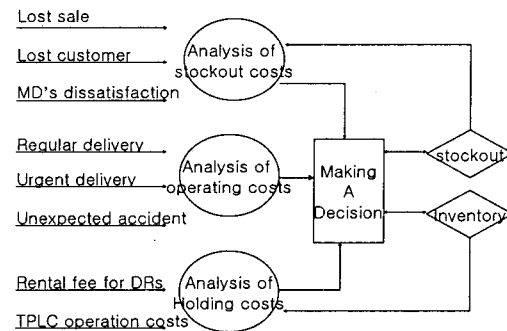 Lost sale
Lost customer
MD's dissatisfaction
Analysis of
stockout costs
Regular delivery
Urgent delivery
Unexpected accident
Analysis of
operating costs
Making
A
Decision
stockout
Inventory
Rental fee for DRs
TPLC operation costs
Analysis of
Holding costs